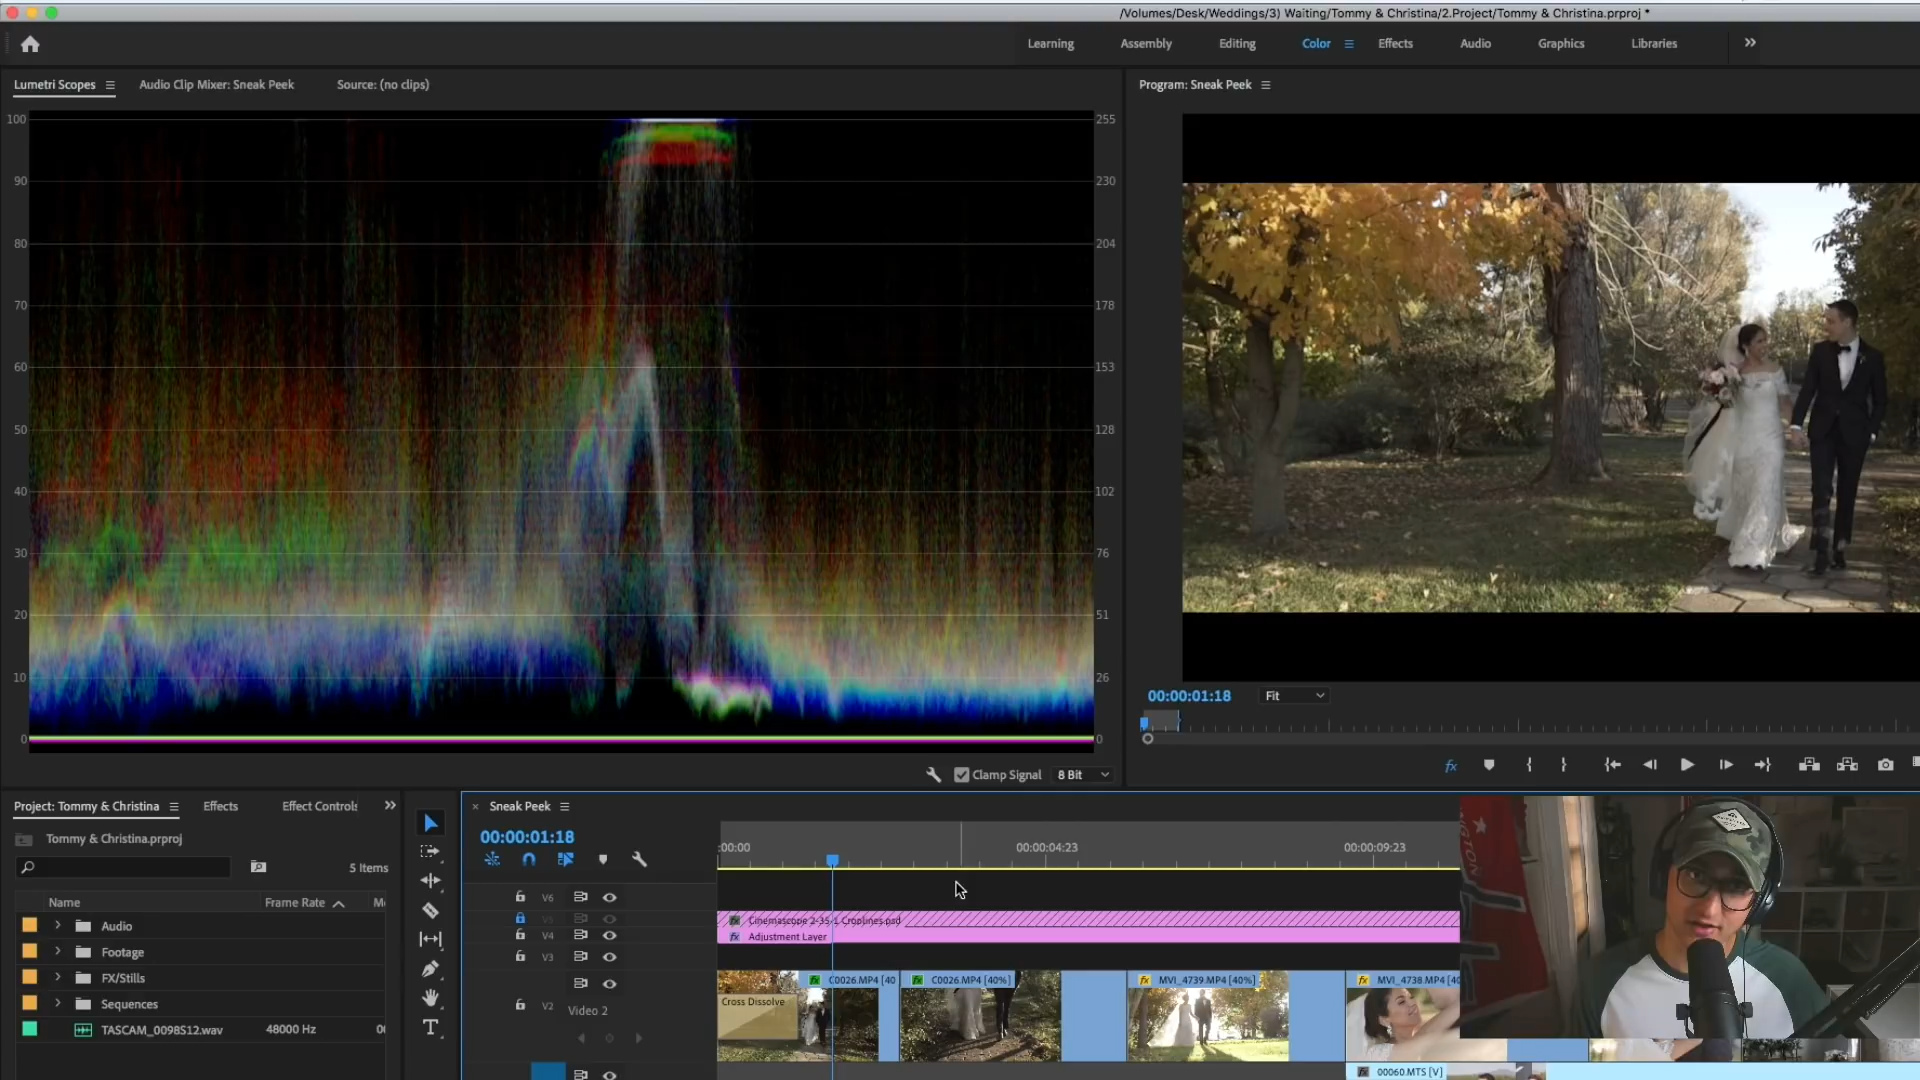 /Volumes/Desk/Weddings/3) Waiting/Tommy & Christina/2.Project/Tommy & Christina.prproj *
Learning Assembly Editing Color Effects Audio Graphics Libraries
Lumetri Scopes Audio Clip Mixer: Sneak Peek Source: (no clips)
Program: Sneak Peek
100 255
90 230
80 204
70 178
60 153
50 128
40 102
30 76
20 51
10 26
0 0
00:00:01:18 Fit
Clamp Signal 8 Bit
Project: Tommy & Christina Effects Effect Controls
Tommy & Christina.prproj
5 Items
Name Frame Rate
Audio
Footage
FX/Stills
Sequences
TASCAM_0098S12.wav 48000 Hz
Sneak Peek
00:00:01:18
:00:00 00:00:04:23 00:00:09:23
V6
V5 Cinemascope 2-35-1 Croplines.psd
V4 Adjustment Layer
V3
C0026.MP4 [40 C0026.MP4 [40%] MVI_4739.MP4 [40%] MVI_4738.MP4 [40
Cross Dissolve
V2 Video 2
00060.MTS [V]